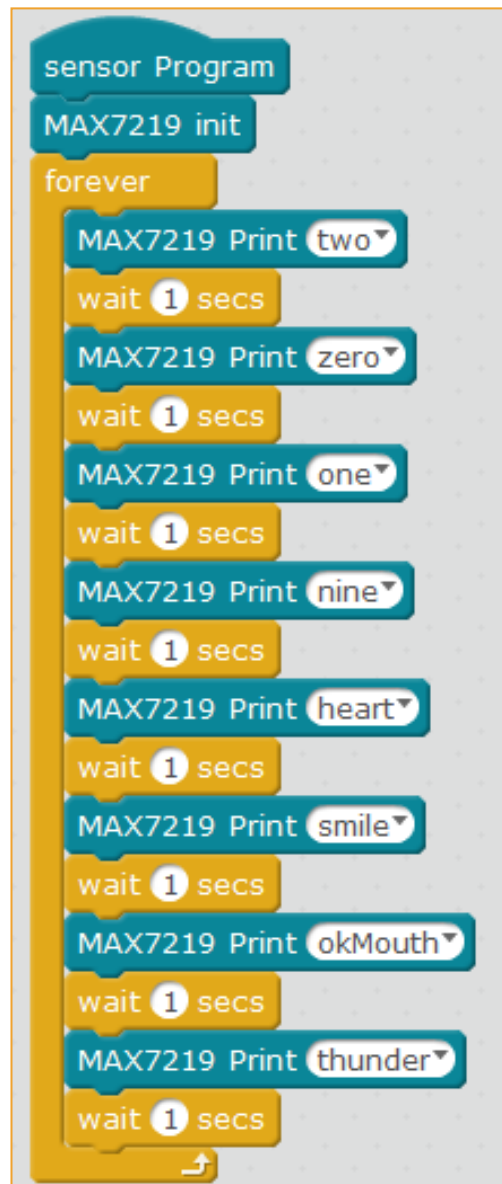 sensor Program
MAX7219 init
forever
MAX7219 Print two
wait 1 secs
MAX7219 Print zero
wait 1 secs
MAX7219 Print one
wait 1 secs
MAX7219 Print nine
wait 1 secs
MAX7219 Print heart
wait 1 secs
MAX7219 Print smile
wait 1 secs
MAX7219 Print okMouth
wait 1 secs
MAX7219 Print thunder
wait 1 secs